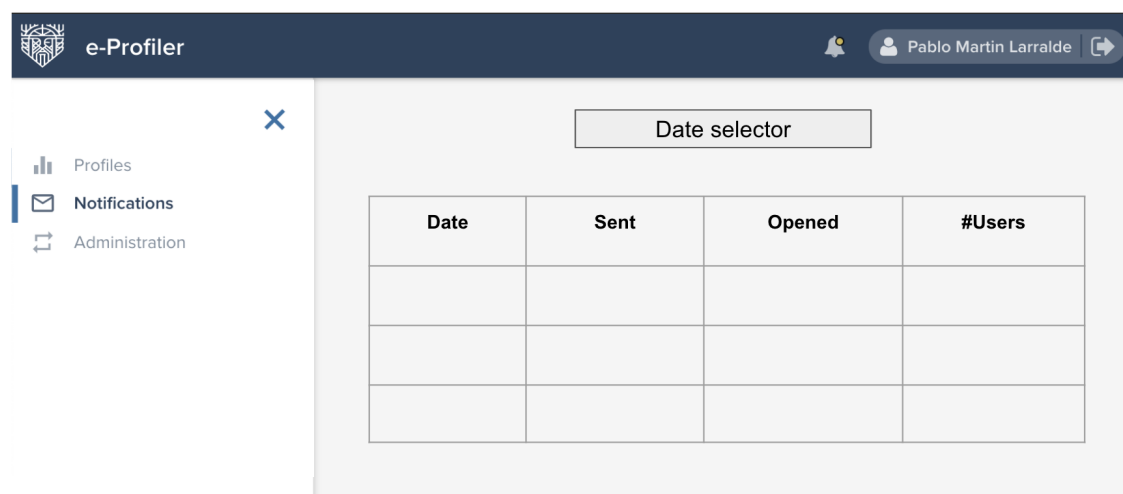 e-Profiler
Pablo Martin Larralde
Date selector
Profiles
Notifications
Administration
Date Sent Opened #Users